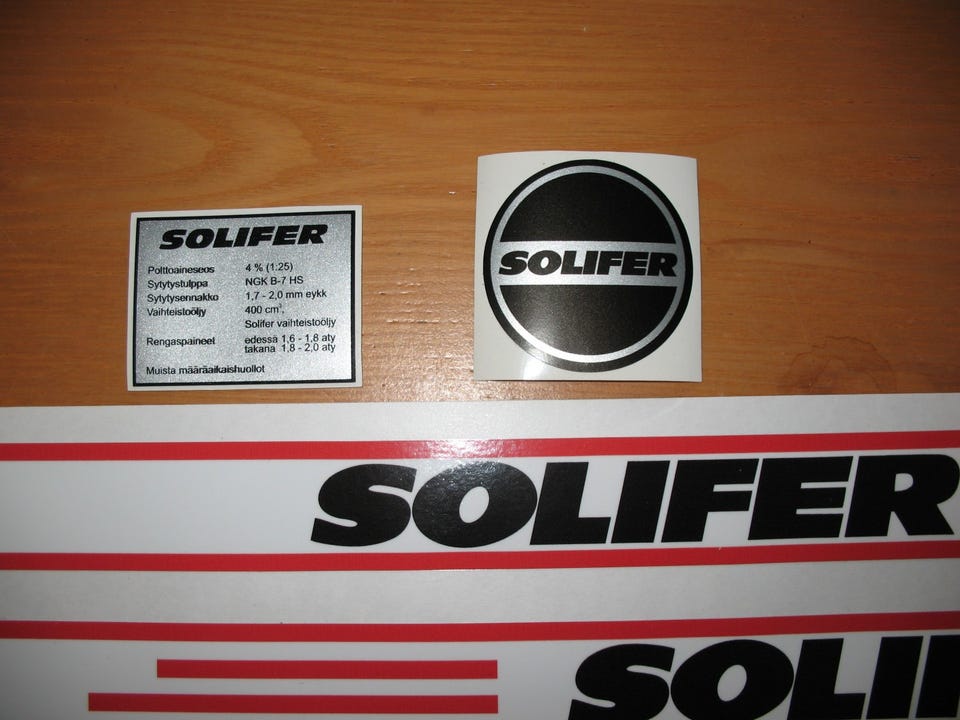 SOLIFER
Polttoaineseos 4 % (1:25)
Sytytystulppa NGK B-7 HS
Sytytysennakko 1,7 - 2,0 mm eykk
Vaihteistoöljy 400 cm³,
Solifer vaihteistoöljy
Rengaspaineet edessä 1,6 - 1,8 aty
takana 1,8 - 2,0 aty
Muista määräaikaishuollot
SOLIFER
SOLIFER
SOLI